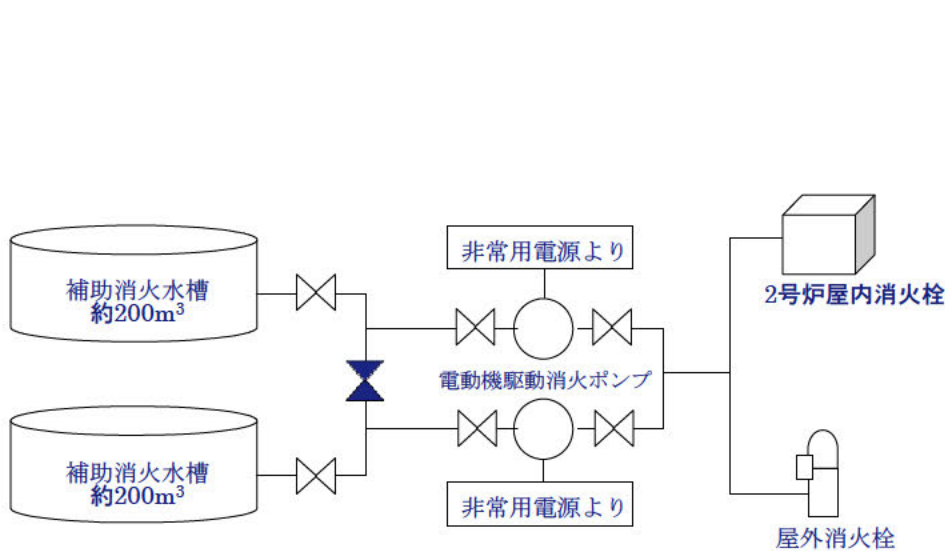 非常用電源より
補助消火水槽
約200m³
2号炉屋内消火栓
電動機駆動消火ポンプ
補助消火水槽
約200m³
非常用電源より
屋外消火栓